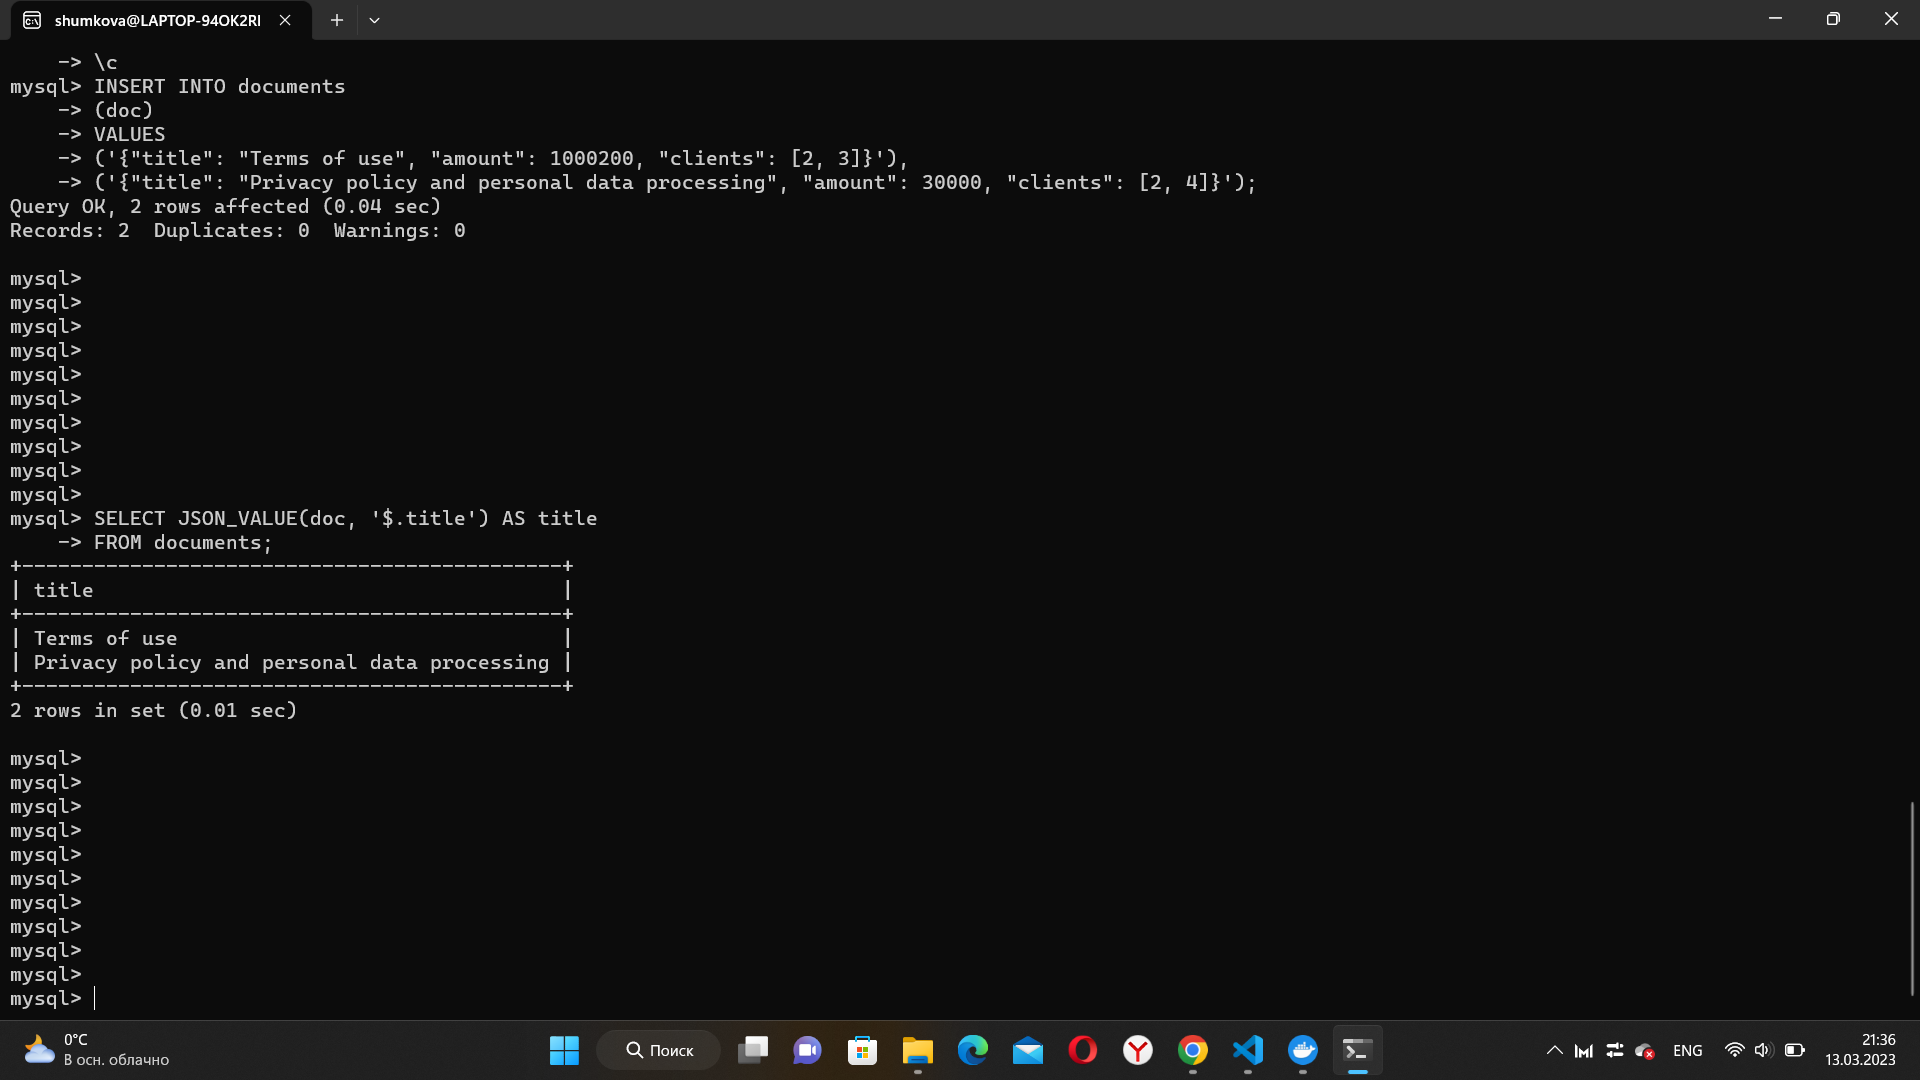 shumkova@LAPTOP-94OK2RI
-> \c
mysql> INSERT INTO documents
-> (doc)
-> VALUES
-> ('{"title": "Terms of use", "amount": 1000200, "clients": [2, 3]}'),
-> ('{"title": "Privacy policy and personal data processing", "amount": 30000, "clients": [2, 4]}');
Query OK, 2 rows affected (0.04 sec)
Records: 2  Duplicates: 0  Warnings: 0
mysql>
mysql>
mysql>
mysql>
mysql>
mysql>
mysql>
mysql>
mysql>
mysql>
mysql> SELECT JSON_VALUE(doc, '$.title') AS title
-> FROM documents;
+---------------------------------------------+
| title                                       |
+---------------------------------------------+
| Terms of use                                |
| Privacy policy and personal data processing |
+---------------------------------------------+
2 rows in set (0.01 sec)
mysql>
mysql>
mysql>
mysql>
mysql>
mysql>
mysql>
mysql>
mysql>
mysql>
mysql>
0°C
В осн. облачно
Поиск
ENG
21:36
13.03.2023